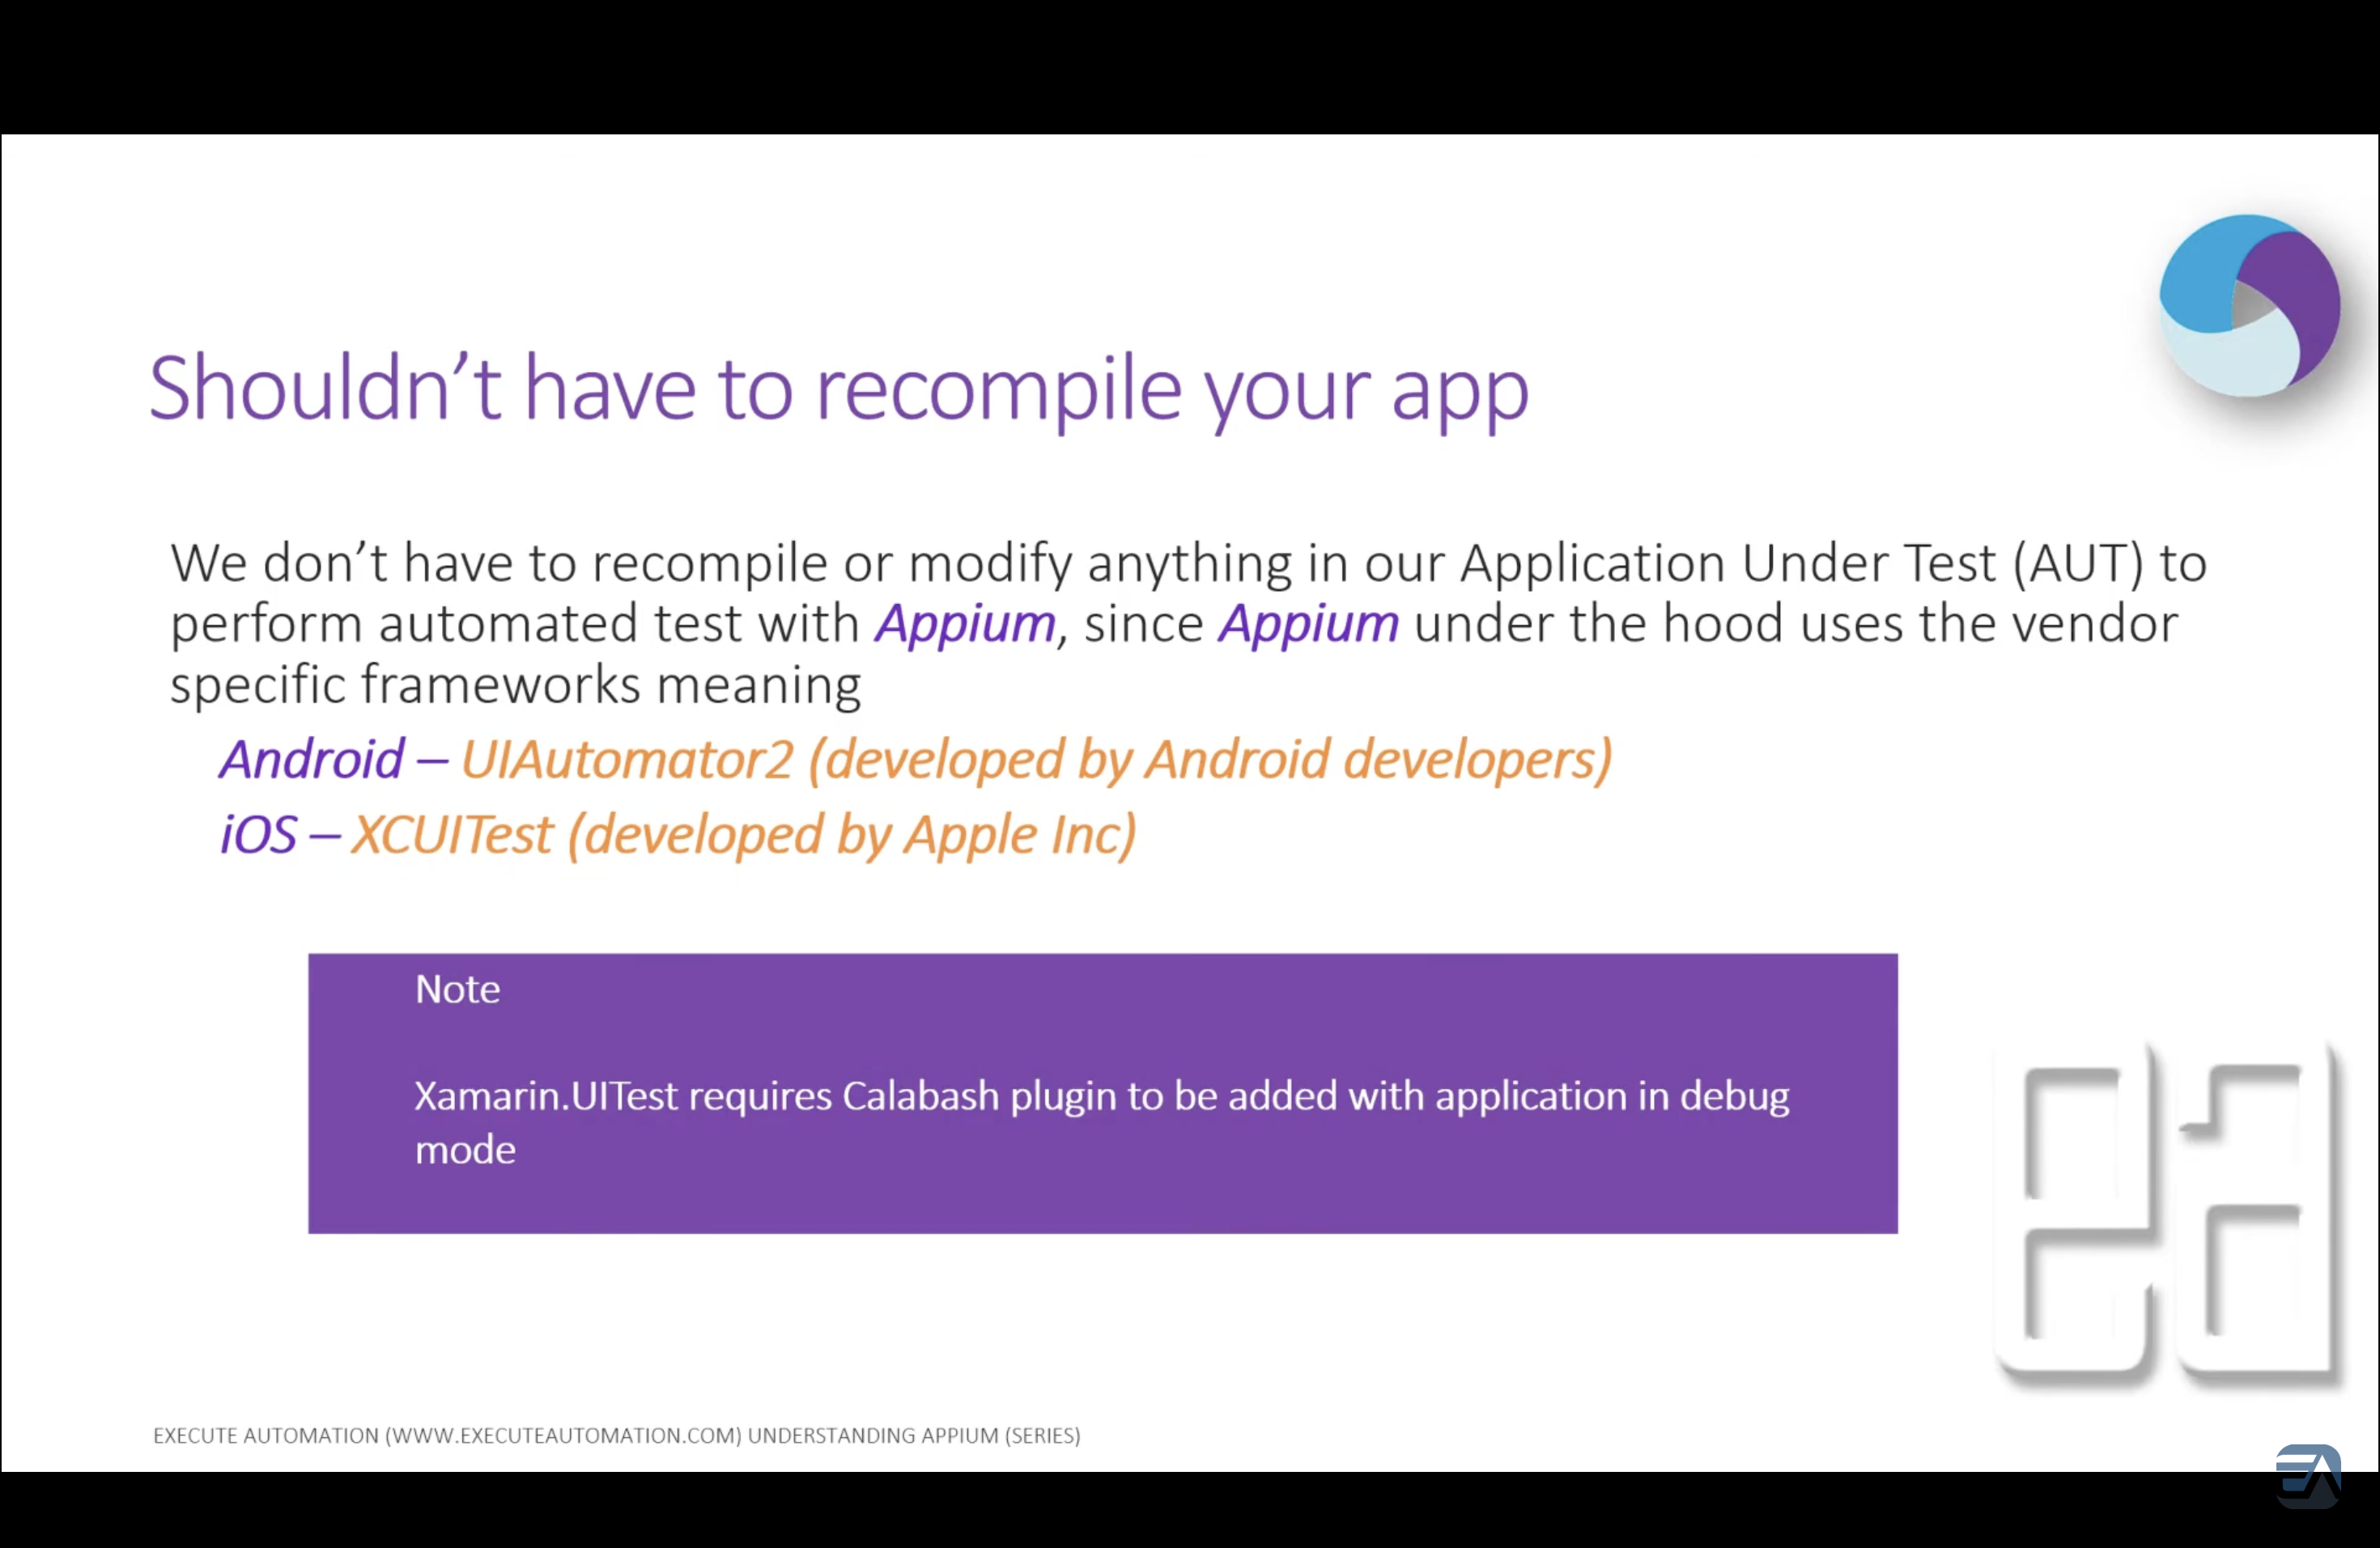 Shouldn’t have to recompile your app
We don’t have to recompile or modify anything in our Application Under Test (AUT) to
perform automated test with Appium, since Appium under the hood uses the vendor
specific frameworks meaning
Android – UIAutomator2 (developed by Android developers)
iOS – XCUITest (developed by Apple Inc)
Note
Xamarin.UITest requires Calabash plugin to be added with application in debug
mode
ea
EXECUTE AUTOMATION (WWW.EXECUTEAUTOMATION.COM) UNDERSTANDING APPIUM (SERIES)
EA